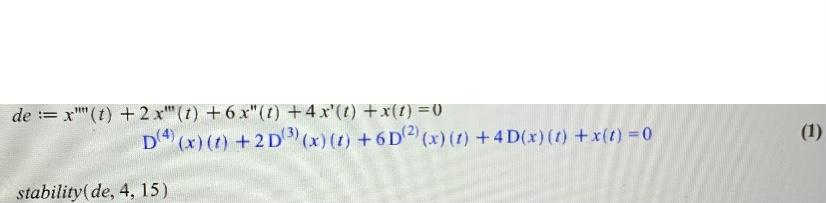 de := x''''(t) + 2 x'''(t) + 6 x''(t) + 4 x'(t) + x(t) = 0
D⁽⁴⁾(x)(t) + 2 D⁽³⁾(x)(t) + 6 D⁽²⁾(x)(t) + 4 D(x)(t) + x(t) = 0 (1)
stability(de, 4, 15)